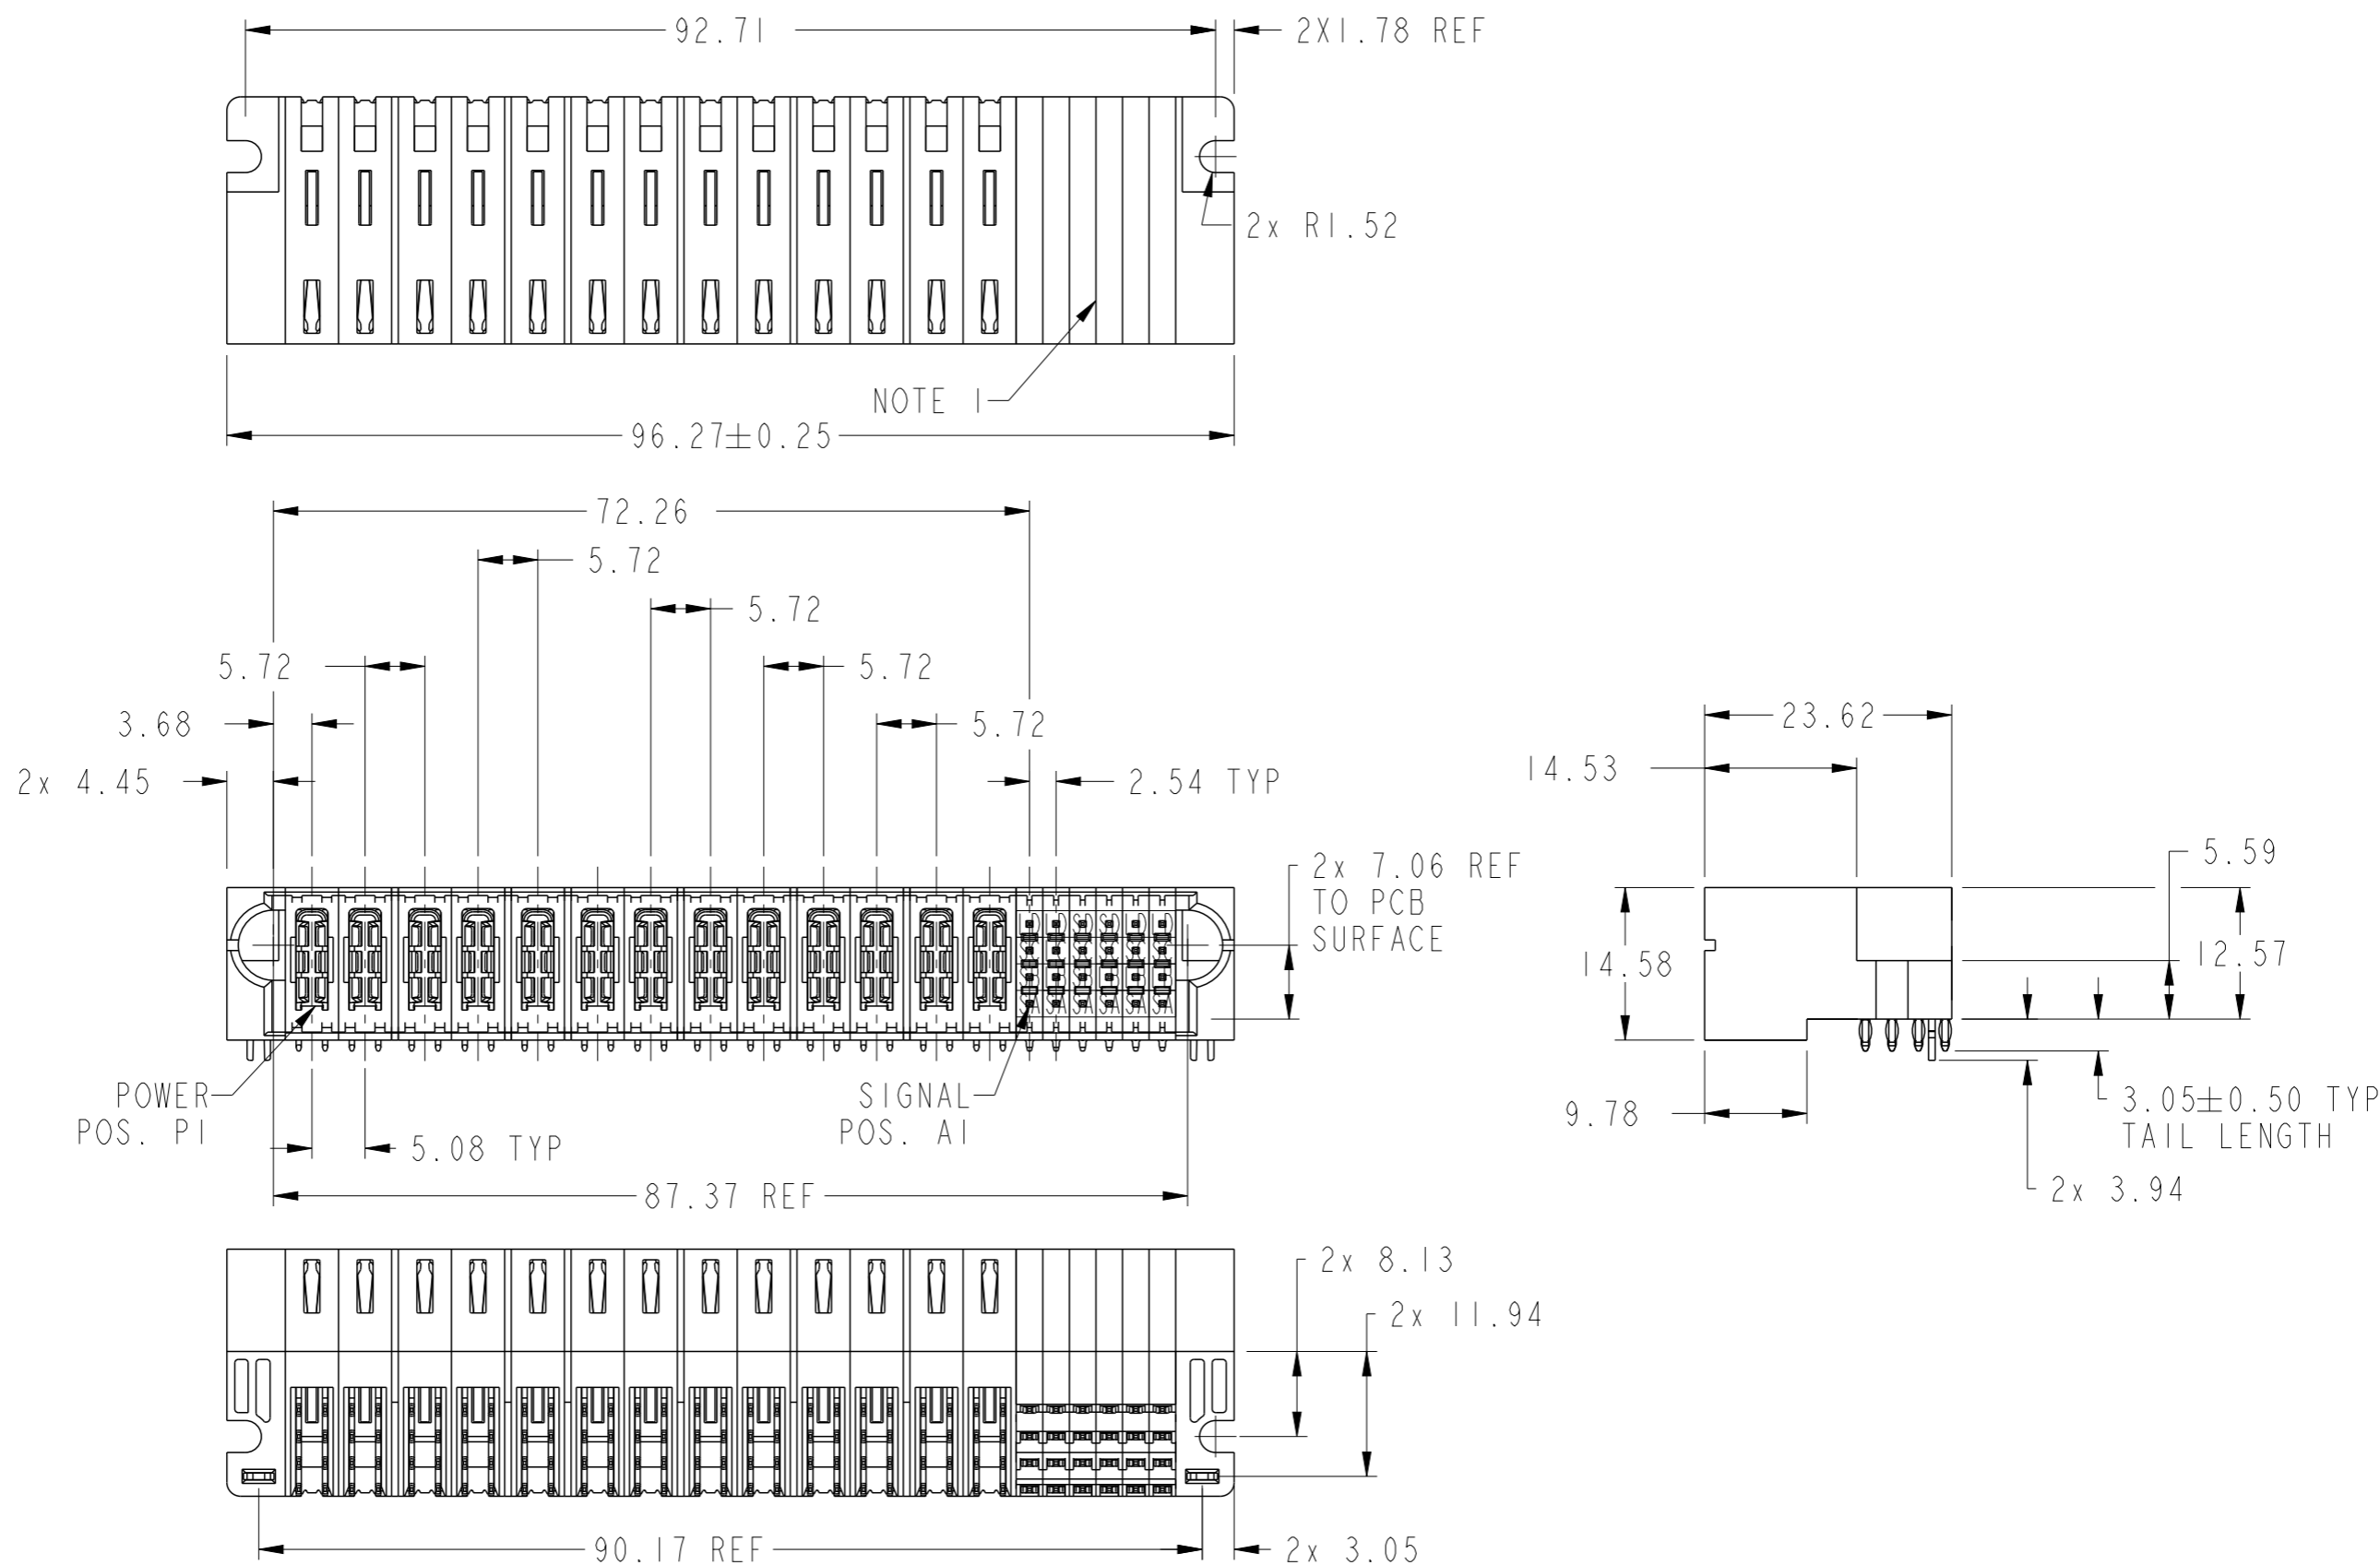 92.71
2X1.78 REF
2x R1.52
NOTE 1
96.27±0.25
72.26
5.72
5.72
5.72
5.72
3.68
5.72
2x 4.45
2.54 TYP
2x 7.06 REF
TO PCB
SURFACE
POWER
POS. P1
SIGNAL
POS. A1
5.08 TYP
87.37 REF
23.62
14.53
5.59
14.58
12.57
9.78
3.05±0.50 TYP
TAIL LENGTH
2x 3.94
2x 8.13
2x 11.94
90.17 REF
2x 3.05